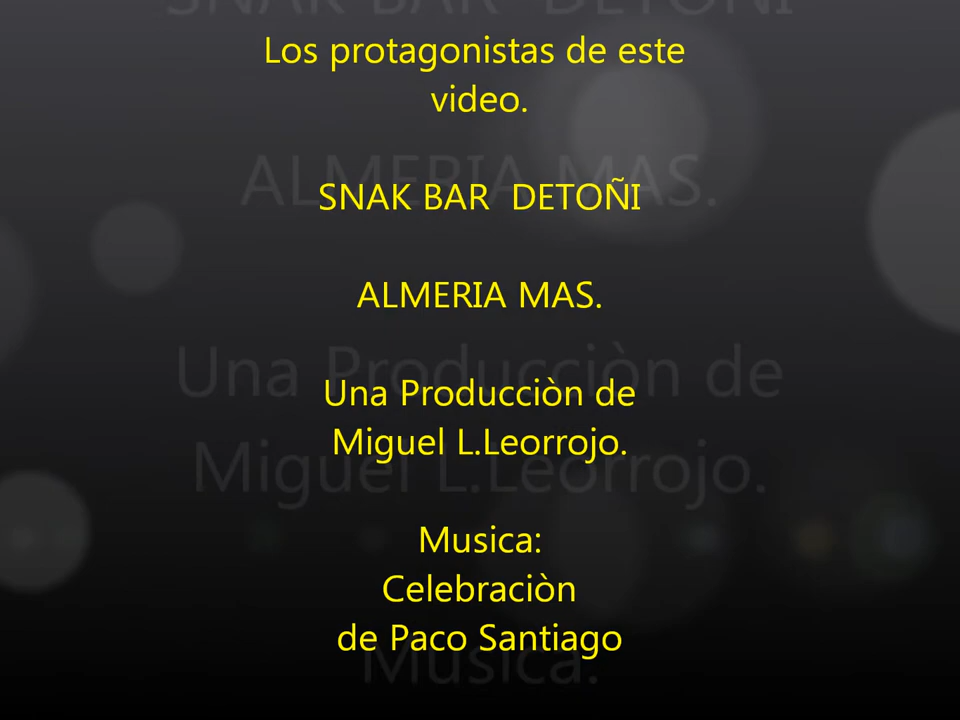 Los protagonistas de este
video.
SNAK BAR  DETOÑI
ALMERIA MAS.
Una Producciòn de
Miguel L.Leorrojo.
Musica:
Celebraciòn
de Paco Santiago